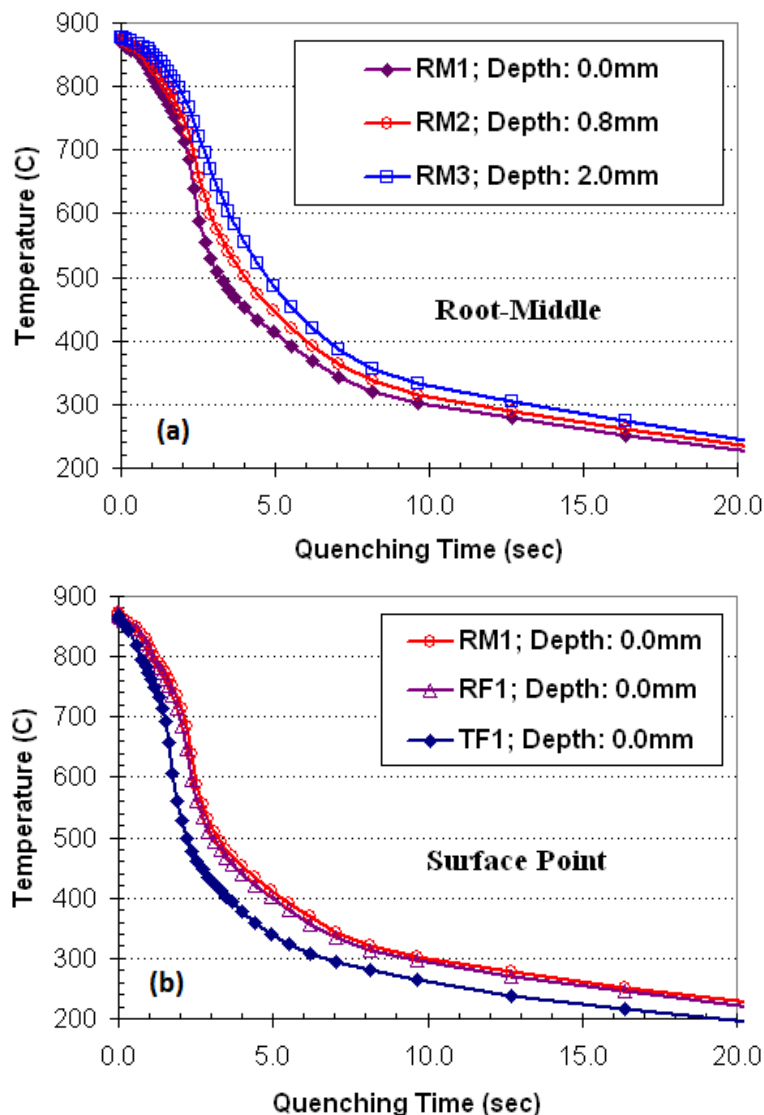 900
800
700
600
500
400
300
200
Temperature (C)
RM1; Depth: 0.0mm
RM2; Depth: 0.8mm
RM3; Depth: 2.0mm
Root-Middle
(a)
0.0 5.0 10.0 15.0 20.0
Quenching Time (sec)
900
800
700
600
500
400
300
200
Temperature (C)
RM1; Depth: 0.0mm
RF1; Depth: 0.0mm
TF1; Depth: 0.0mm
Surface Point
(b)
0.0 5.0 10.0 15.0 20.0
Quenching Time (sec)